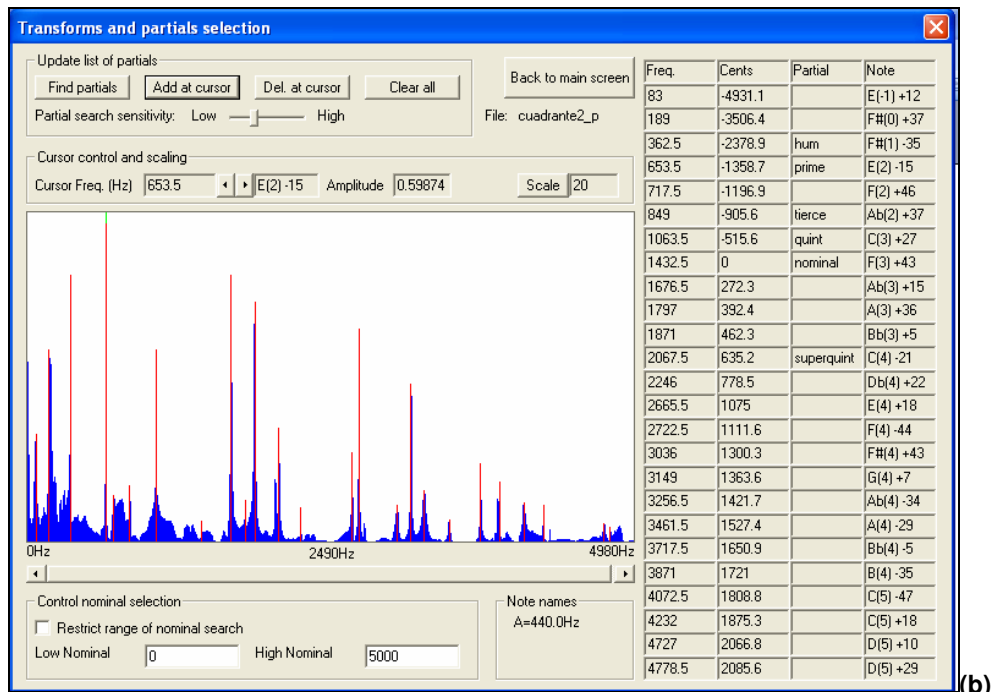 Transforms and partials selection
Update list of partials
Find partials Add at cursor Del. at cursor Clear all
Partial search sensitivity: Low High
Back to main screen
File: cuadrante2_p
Cursor control and scaling
Cursor Freq. (Hz) 653.5 E(2) -15 Amplitude 0.59874 Scale 20
0Hz 2490Hz 4980Hz
Control nominal selection
Restrict range of nominal search
Low Nominal 0 High Nominal 5000
Note names
A=440.0Hz
Freq. Cents Partial Note
83 -4931.1 E(-1) +12
189 -3506.4 F#(0) +37
362.5 -2378.9 hum F#(1) -35
653.5 -1358.7 prime E(2) -15
717.5 -1196.9 F(2) +46
849 -905.6 tierce Ab(2) +37
1063.5 -515.6 quint C(3) +27
1432.5 0 nominal F(3) +43
1676.5 272.3 Ab(3) +15
1797 392.4 A(3) +36
1871 462.3 Bb(3) +5
2067.5 635.2 superquint C(4) -21
2246 778.5 Db(4) +22
2665.5 1075 E(4) +18
2722.5 1111.6 F(4) -44
3036 1300.3 F#(4) +43
3149 1363.6 G(4) +7
3256.5 1421.7 Ab(4) -34
3461.5 1527.4 A(4) -29
3717.5 1650.9 Bb(4) -5
3871 1721 B(4) -35
4072.5 1808.8 C(5) -47
4232 1875.3 C(5) +18
4727 2066.8 D(5) +10
4778.5 2085.6 D(5) +29
(b)